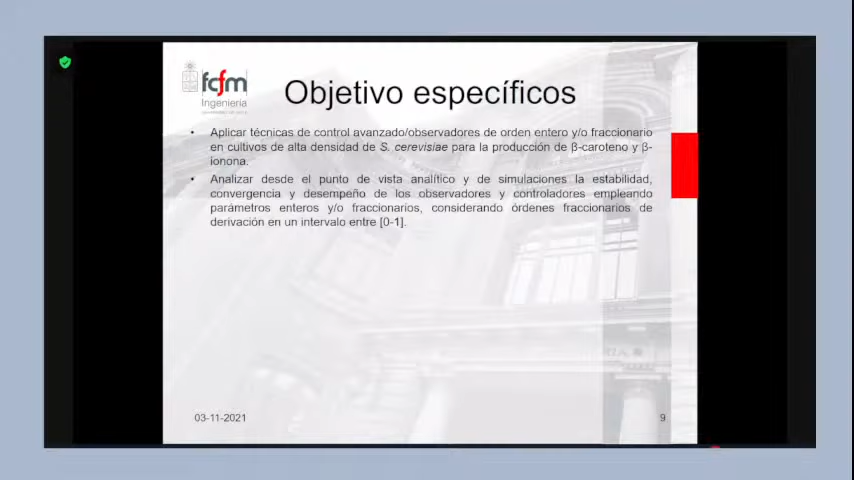 fcfm
Ingeniería
Objetivo específicos
• Aplicar técnicas de control avanzado/observadores de orden entero y/o fraccionario
en cultivos de alta densidad de S. cerevisiae para la producción de β-caroteno y β-
ionona.
• Analizar desde el punto de vista analítico y de simulaciones la estabilidad,
convergencia y desempeño de los observadores y controladores empleando
parámetros enteros y/o fraccionarios, considerando órdenes fraccionarios de
derivación en un intervalo entre [0-1].
03-11-2021
9